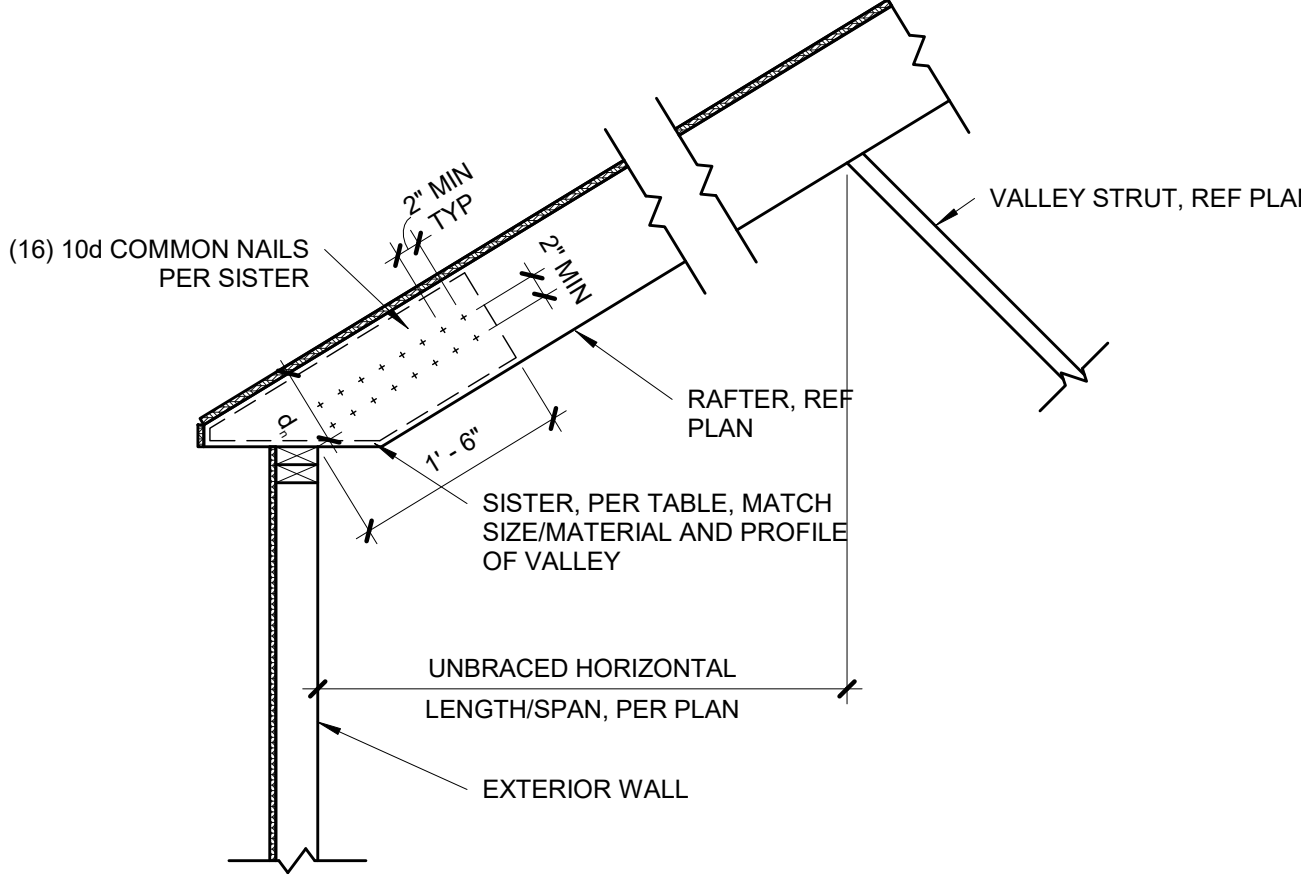 2" MIN
TYP
VALLEY STRUT, REF PLAN
(16) 10d COMMON NAILS
PER SISTER
2" MIN
RAFTER, REF
PLAN
dn
1' - 6"
SISTER, PER TABLE, MATCH
SIZE/MATERIAL AND PROFILE
OF VALLEY
UNBRACED HORIZONTAL
LENGTH/SPAN, PER PLAN
EXTERIOR WALL